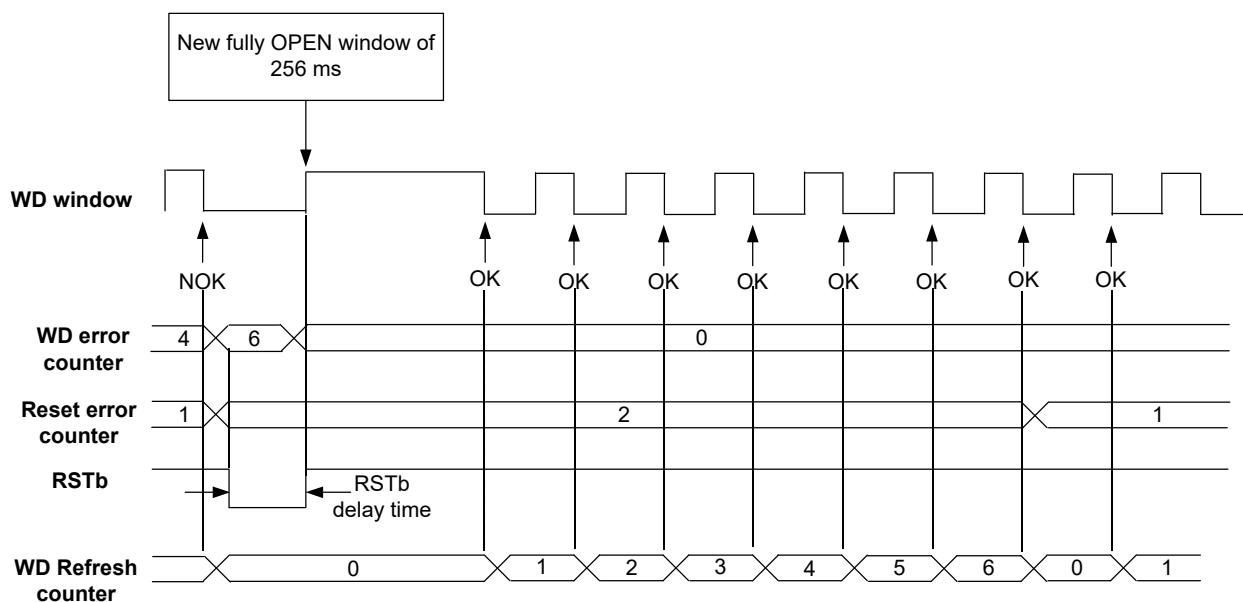 New fully OPEN window of
256 ms
WD window
NOK
OK
OK
OK
OK
OK
OK
OK
OK
WD error
counter
4
6
0
Reset error
counter
1
2
1
RSTb
RSTb
delay time
WD Refresh
counter
0
1
2
3
4
5
6
0
1